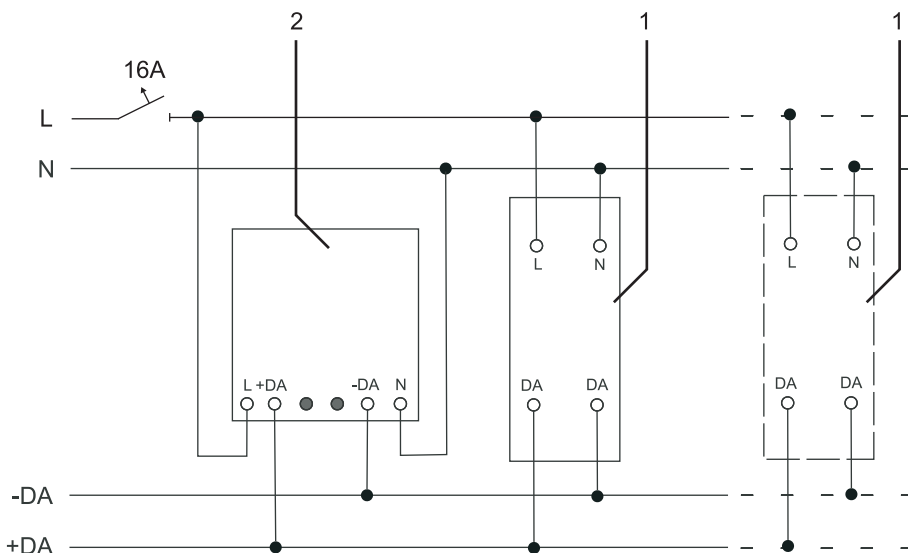 2 1 1
16A
L
N
L N L N
L +DA -DA N DA DA DA DA
-DA
+DA